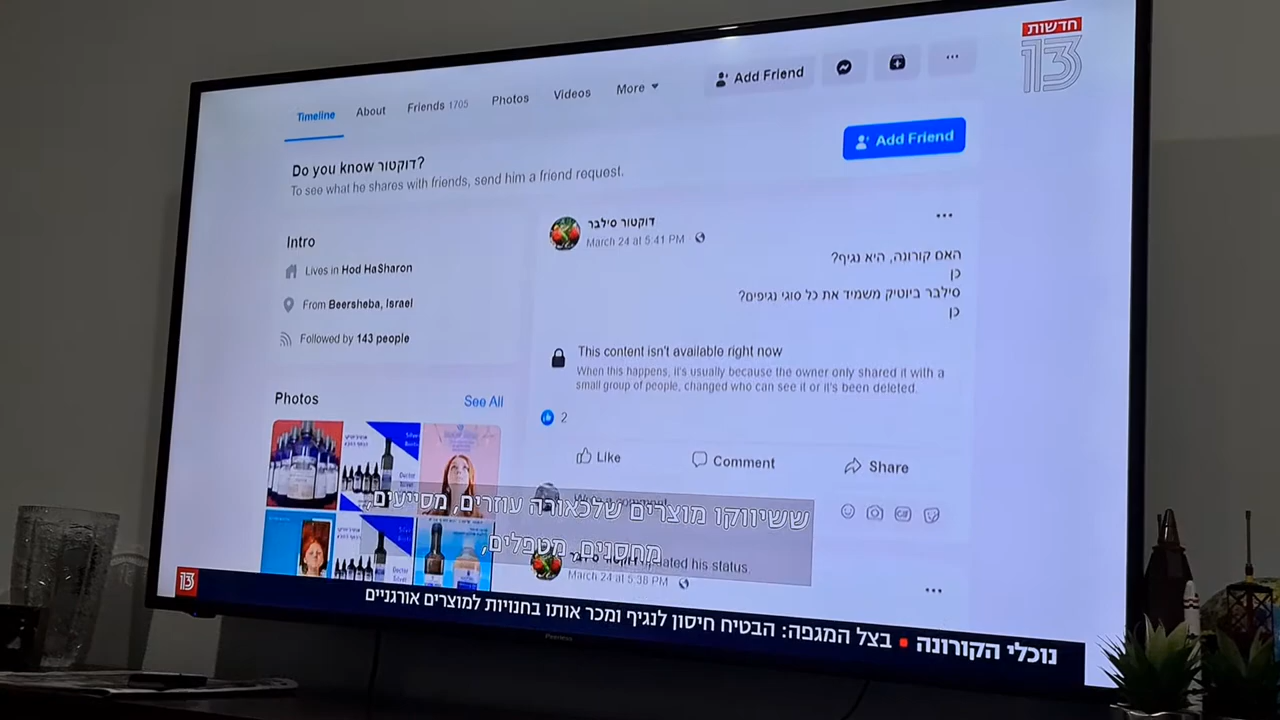 חדשות
13
Timeline
About
Friends 1705
Photos
Videos
More
Add Friend
...
Do you know דוקטור?
To see what he shares with friends, send him a friend request.
Add Friend
Intro
Lives in Hod HaSharon
From Beersheba, Israel
Followed by 143 people
Photos
See All
Doctor
דוקטור סילבר
March 24 at 5:41 PM
...
האם קורונה, היא נגיף?
כן
סילבר ביוטיק משמיד את כל סוגי נגיפים?
כן
This content isn't available right now
When this happens, it's usually because the owner only shared it with a
small group of people, changed who can see it or it's been deleted.
2
Like
Comment
Share
GIF
updated his status.
March 24 at 5:38 PM
...
ששיווקו מוצרים שלכאורה עוזרים, מסייעים,
מחסנים, מטפלים,
13
נוכלי הקורונה • בצל המגפה: הבטיח חיסון לנגיף ומכר אותו בחנויות למוצרים אורגניים